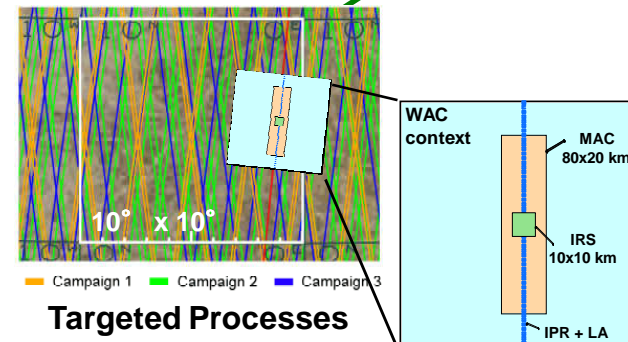 10° x 10°
Campaign 1 Campaign 2 Campaign 3
Targeted Processes
WAC
context
MAC
80x20 km
IRS
10x10 km
IPR + LA